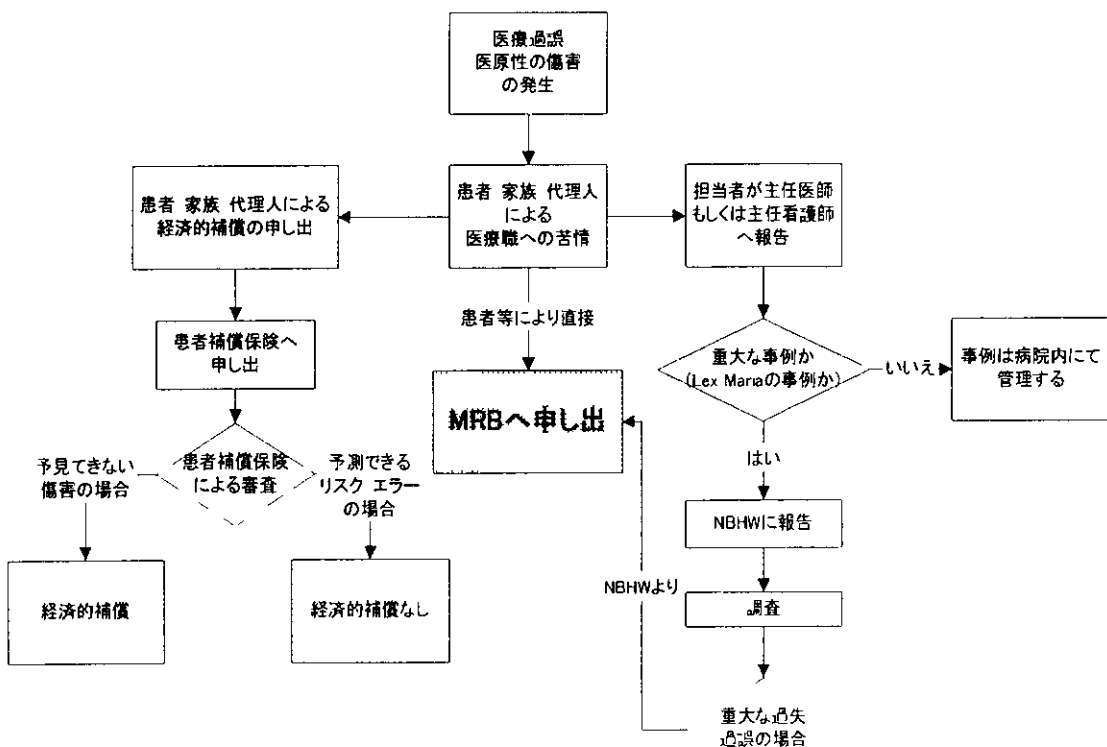 医療過誤
医原性の傷害
の発生
患者 家族 代理人による
経済的補償の申し出
患者 家族 代理人
による
医療職への苦情
担当者が主任医師
もしくは主任看護師
へ報告
患者補償保険へ
申し出
患者等により直接
重大な事例か
(Lex Mariaの事例か)
いいえ
事例は病院内にて
管理する
MRBへ申し出
はい
予見できない
傷害の場合
患者補償保険
による審査
予測できる
リスク エラー
の場合
NBHWに報告
経済的補償
経済的補償なし
NBHWより
調査
重大な過失
過誤の場合